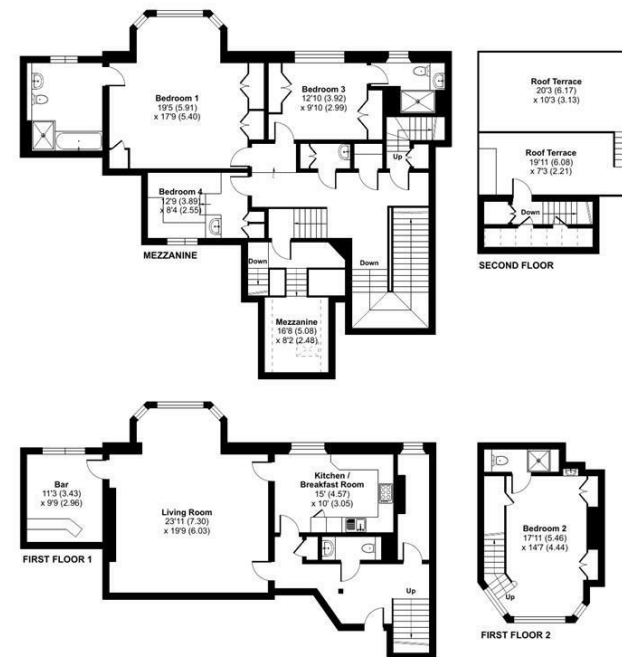 Bedroom 1
19'5 (5.91)
x 17'9 (5.40)
Bedroom 3
12'10 (3.92)
x 9'10 (2.99)
Up
Bedroom 4
12'9 (3.89)
x 8'4 (2.55)
MEZZANINE
Down
Down
Mezzanine
16'8 (5.08)
x 8'2 (2.48)
Roof Terrace
20'3 (6.17)
x 10'3 (3.13)
Roof Terrace
19'11 (6.08)
x 7'3 (2.21)
Down
SECOND FLOOR
Bar
11'3 (3.43)
x 9'9 (2.96)
FIRST FLOOR 1
Living Room
23'11 (7.30)
x 19'9 (6.03)
Kitchen /
Breakfast Room
15' (4.57)
x 10' (3.05)
Up
Bedroom 2
17'11 (5.46)
x 14'7 (4.44)
Up
FIRST FLOOR 2